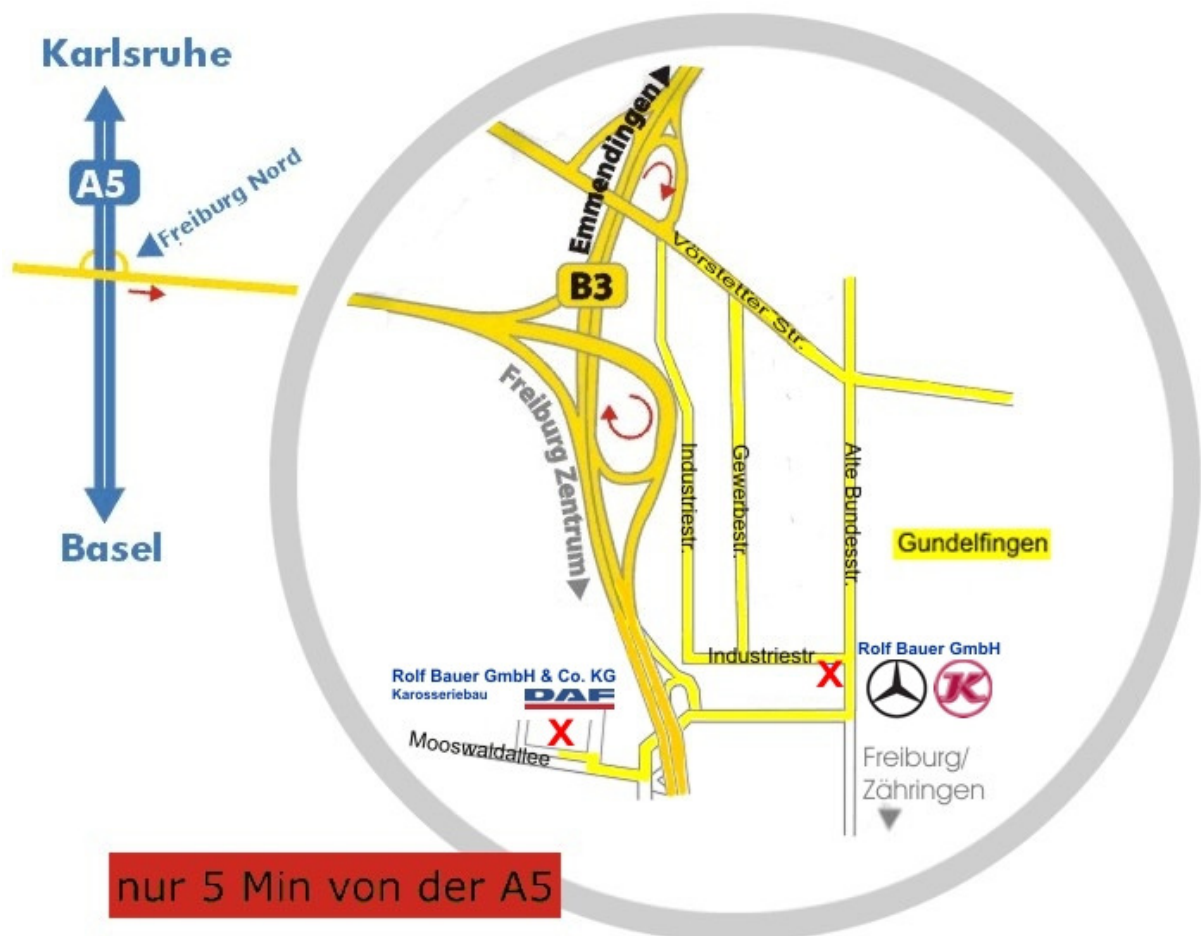 Karlsruhe
A5
Freiburg Nord
Basel
Emmendingen
B3
Vörstetter Str.
Freiburg Zentrum
Industriestr.
Gewerbestr.
Alte Bundesstr.
Gundelfingen
Industriestr.
Rolf Bauer GmbH
K
Rolf Bauer GmbH & Co. KG
Karosseriebau
DAF
X
X
Mooswaldallee
Freiburg/
Zähringen
nur 5 Min von der A5